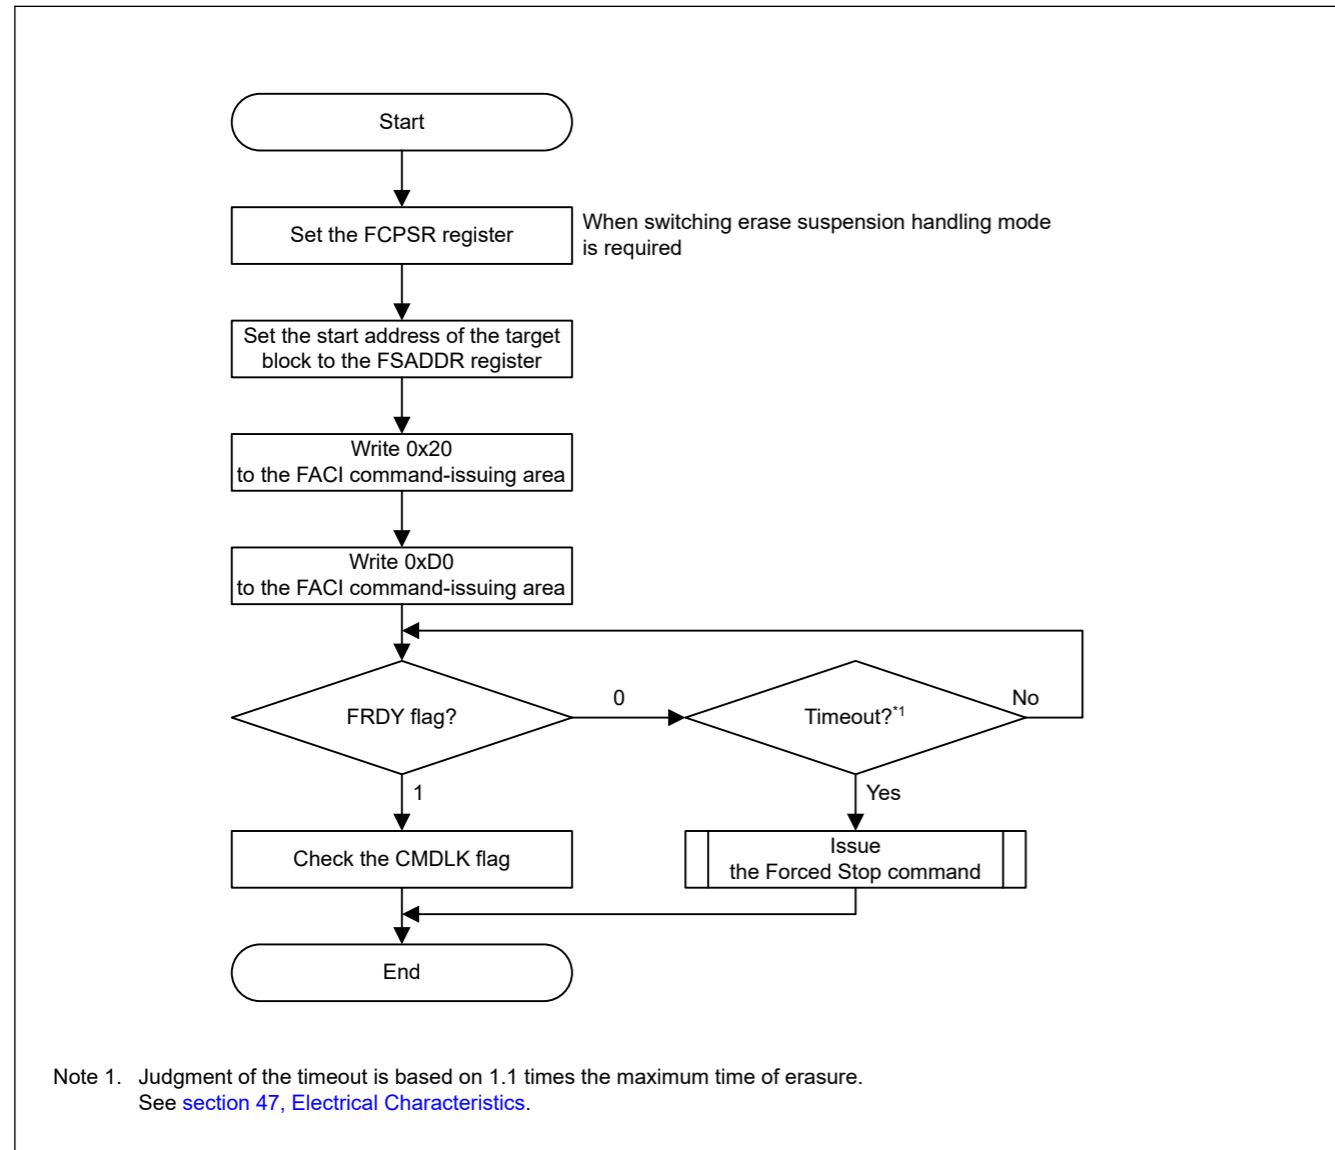 Start
Set the FCPSR register
When switching erase suspension handling mode
is required
Set the start address of the target
block to the FSADDR register
Write 0x20
to the FACI command-issuing area
Write 0xD0
to the FACI command-issuing area
FRDY flag?
0
Timeout?*1
No
1
Yes
Check the CMDLK flag
Issue
the Forced Stop command
End
Note 1. Judgment of the timeout is based on 1.1 times the maximum time of erasure.
See section 47, Electrical Characteristics.